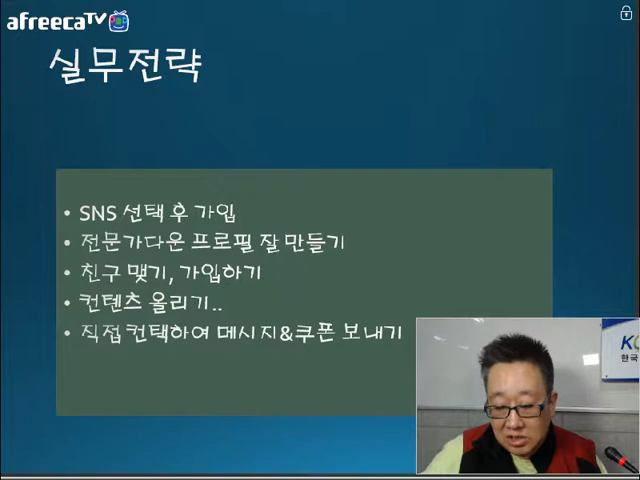 afreecaTV
실무전략
• SNS 선택 후 가입
• 전문가다운 프로필 잘 만들기
• 친구 맺기, 가입하기
• 컨텐츠 올리기..
• 직접 컨택하여 메시지&쿠폰 보내기
한국